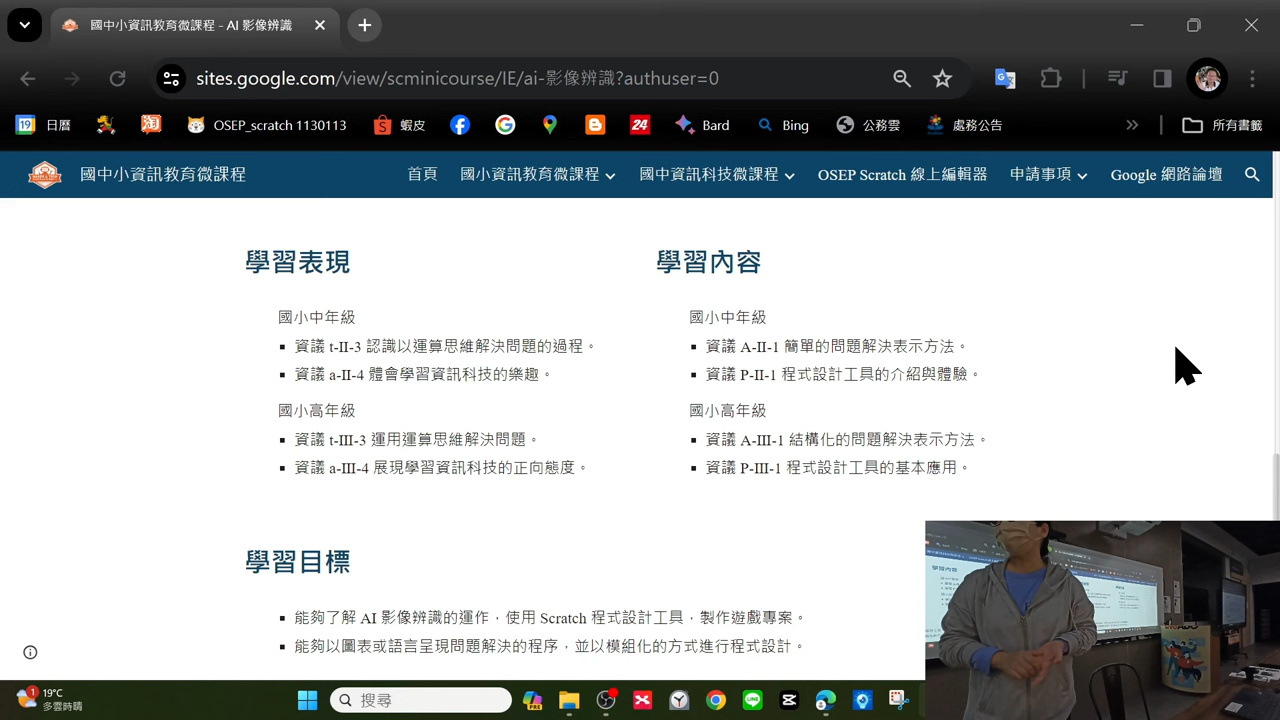 國中小資訊教育微課程 - AI 影像辨識
sites.google.com/view/scminicourse/IE/ai-影像辨識?authuser=0
19 日曆 淘 OSEP_scratch 1130113 蝦皮 24 Bard Bing 公務雲 處務公告 所有書籤
國中小資訊教育微課程 首頁 國小資訊教育微課程 國中資訊科技微課程 OSEP Scratch 線上編輯器 申請事項 Google 網路論壇
學習表現
國小中年級
資議 t-II-3 認識以運算思維解決問題的過程。
資議 a-II-4 體會學習資訊科技的樂趣。
國小高年級
資議 t-III-3 運用運算思維解決問題。
資議 a-III-4 展現學習資訊科技的正向態度。
學習內容
國小中年級
資議 A-II-1 簡單的問題解決表示方法。
資議 P-II-1 程式設計工具的介紹與體驗。
國小高年級
資議 A-III-1 結構化的問題解決表示方法。
資議 P-III-1 程式設計工具的基本應用。
學習目標
能夠了解 AI 影像辨識的運作，使用 Scratch 程式設計工具，製作遊戲專案。
能夠以圖表或語言呈現問題解決的程序，並以模組化的方式進行程式設計。
學習內容
1 19°C
多雲時晴
搜尋
PRE
LINE